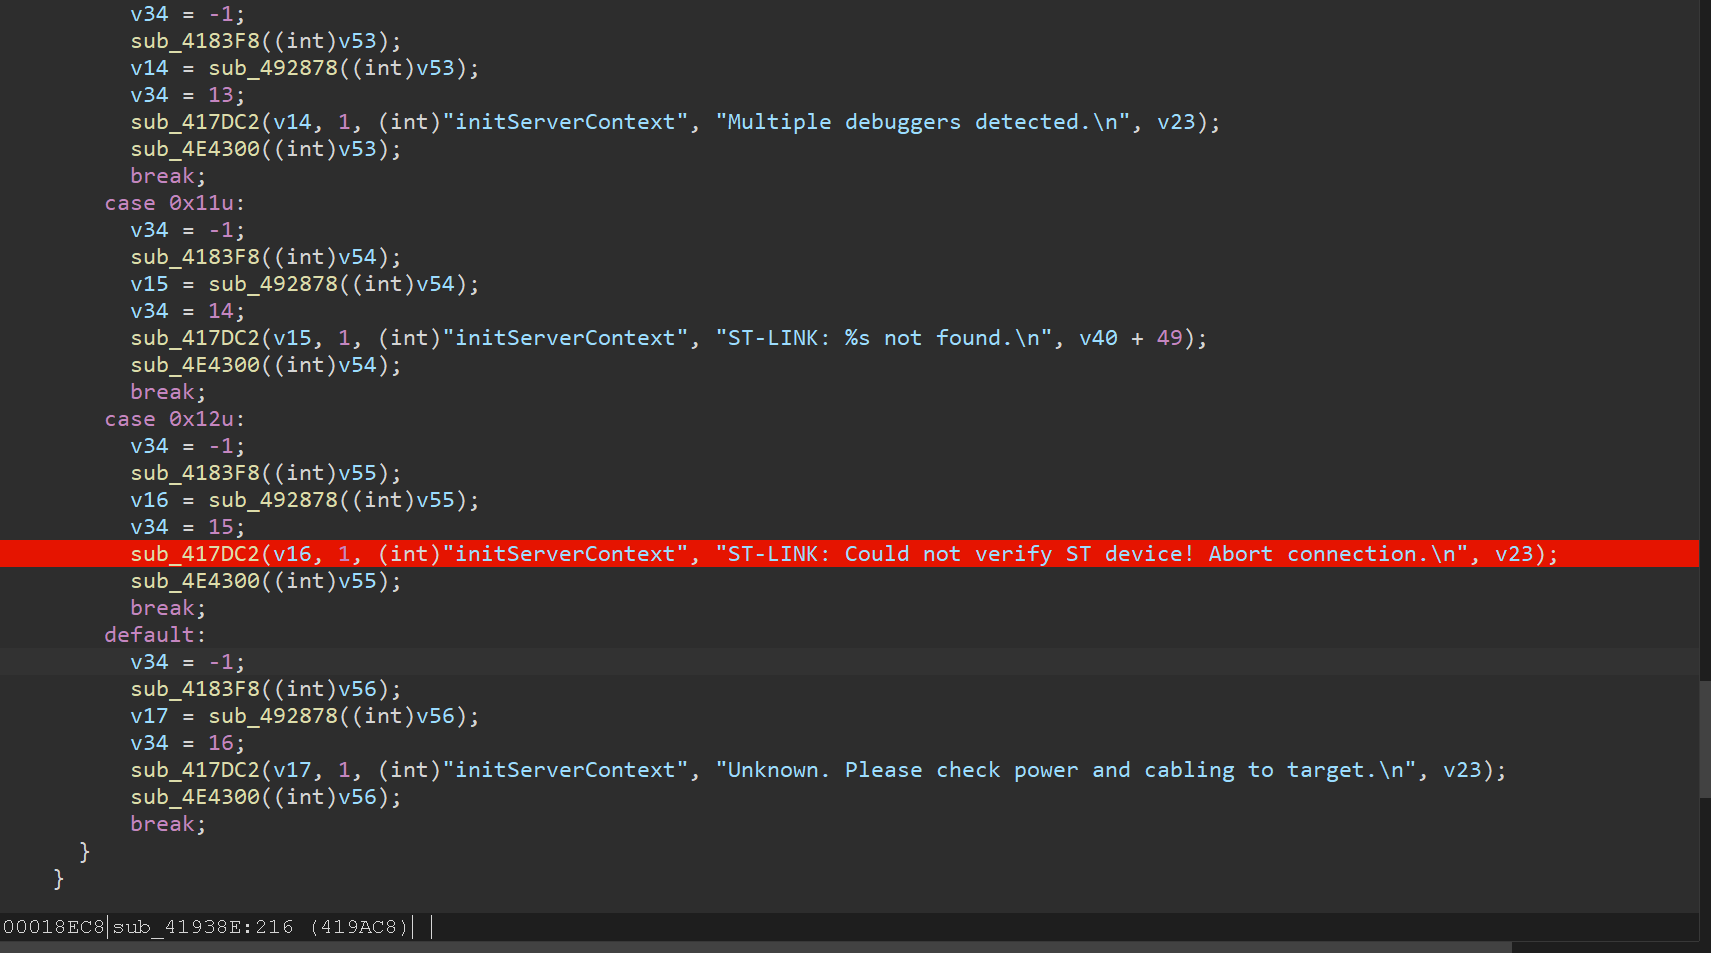 v34 = -1;
sub_4183F8((int)v53);
v14 = sub_492878((int)v53);
v34 = 13;
sub_417DC2(v14, 1, (int)"initServerContext", "Multiple debuggers detected.\n", v23);
sub_4E4300((int)v53);
break;
case 0x11u:
v34 = -1;
sub_4183F8((int)v54);
v15 = sub_492878((int)v54);
v34 = 14;
sub_417DC2(v15, 1, (int)"initServerContext", "ST-LINK: %s not found.\n", v40 + 49);
sub_4E4300((int)v54);
break;
case 0x12u:
v34 = -1;
sub_4183F8((int)v55);
v16 = sub_492878((int)v55);
v34 = 15;
sub_417DC2(v16, 1, (int)"initServerContext", "ST-LINK: Could not verify ST device! Abort connection.\n", v23);
sub_4E4300((int)v55);
break;
default:
v34 = -1;
sub_4183F8((int)v56);
v17 = sub_492878((int)v56);
v34 = 16;
sub_417DC2(v17, 1, (int)"initServerContext", "Unknown. Please check power and cabling to target.\n", v23);
sub_4E4300((int)v56);
break;
}
}
00018EC8 sub_41938E:216 (419AC8)